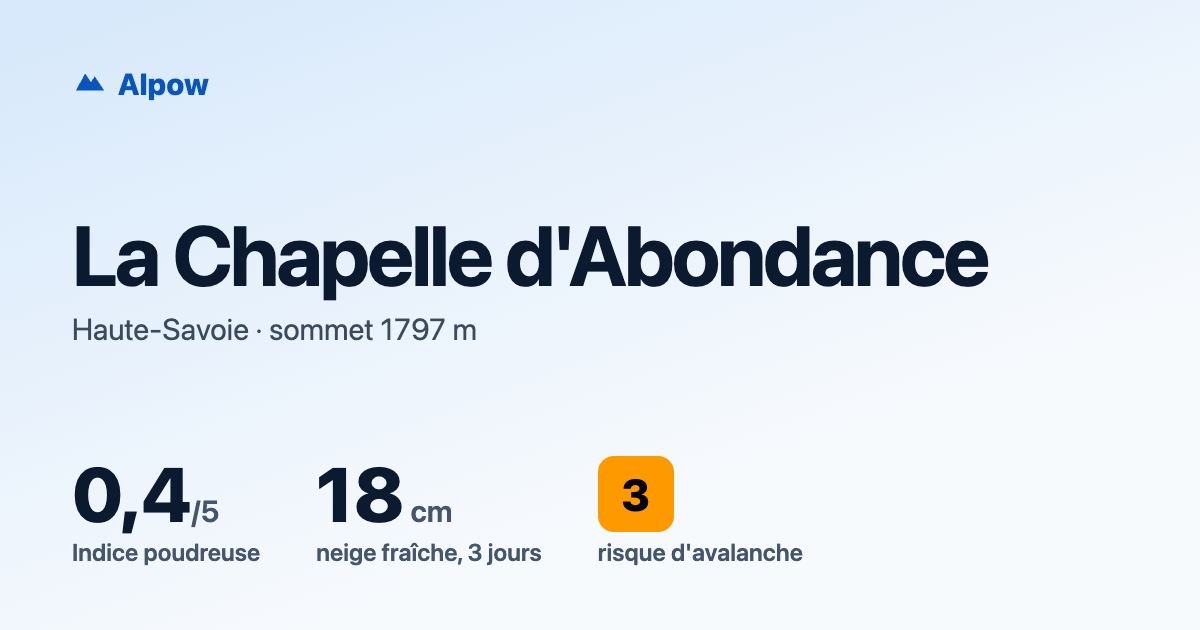 Alpow
La Chapelle d'Abondance
Haute-Savoie · sommet 1797 m
0,4/5 18 cm 3
Indice poudreuse neige fraîche, 3 jours risque d'avalanche